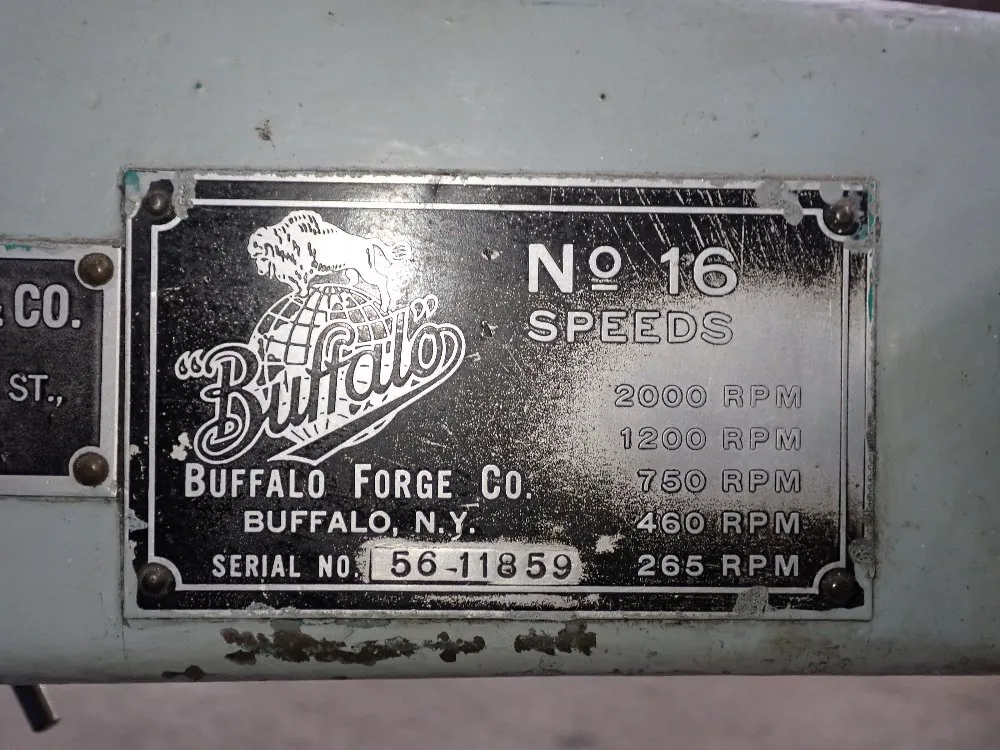 & CO.
ST.,
"Buffalo"
BUFFALO FORGE CO.
BUFFALO, N.Y.
SERIAL NO. 56-11859
Nº 16
SPEEDS
2000 RPM
1200 RPM
750 RPM
460 RPM
265 RPM